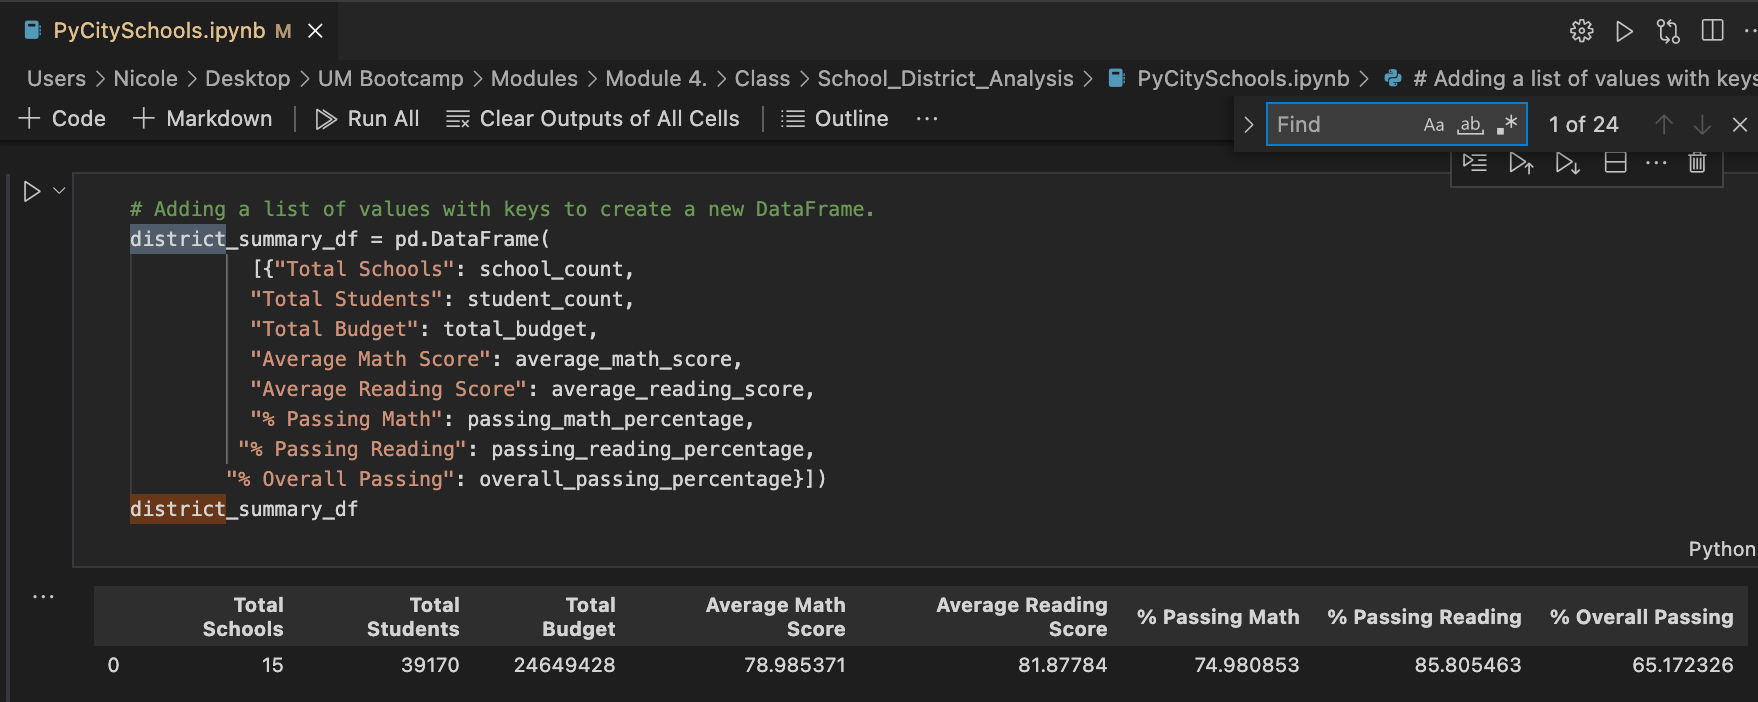 PyCitySchools.ipynb M
Users > Nicole > Desktop > UM Bootcamp > Modules > Module 4. > Class > School_District_Analysis > PyCitySchools.ipynb > # Adding a list of values with keys
+ Code + Markdown Run All Clear Outputs of All Cells Outline ...
Find Aa ab .* 1 of 24
# Adding a list of values with keys to create a new DataFrame.
district_summary_df = pd.DataFrame(
[{"Total Schools": school_count,
"Total Students": student_count,
"Total Budget": total_budget,
"Average Math Score": average_math_score,
"Average Reading Score": average_reading_score,
"% Passing Math": passing_math_percentage,
"% Passing Reading": passing_reading_percentage,
"% Overall Passing": overall_passing_percentage}])
district_summary_df
Python
Total Schools Total Students Total Budget Average Math Score Average Reading Score % Passing Math % Passing Reading % Overall Passing
0 15 39170 24649428 78.985371 81.87784 74.980853 85.805463 65.172326